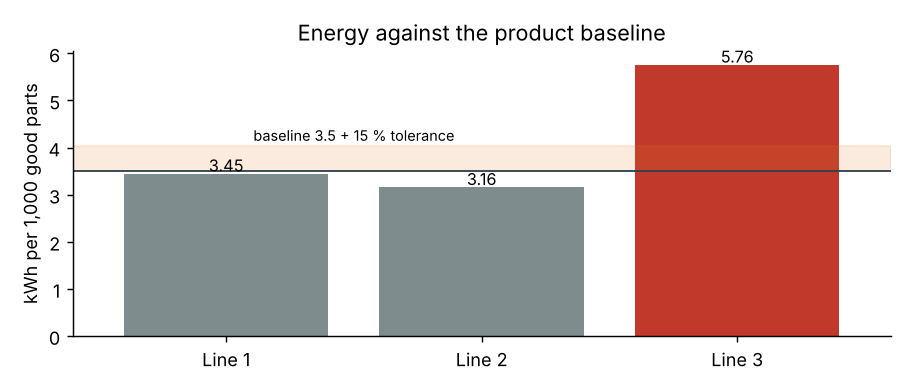 Energy against the product baseline
kWh per 1,000 good parts
6
5
4
3
2
1
0
baseline 3.5 + 15 % tolerance
3.45
3.16
5.76
Line 1
Line 2
Line 3